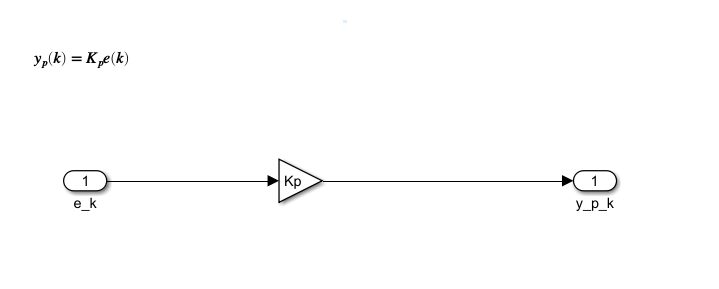 yₚ(k) = Kₚe(k)
1
Kp
1
e_k
y_p_k